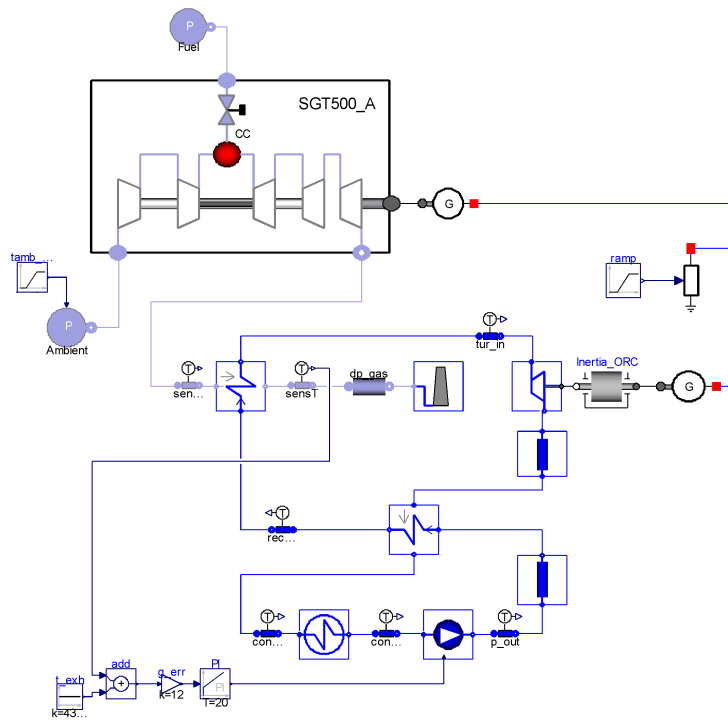 P
Fuel
SGT500_A
CC
G
tamb_...
P
Ambient
ramp
T
tur_in
Inertia_ORC
T
T
dp_gas
sen...
sensT
G
T
rec...
T
T
T
con...
con...
p_out
t_exh
add
g_err
PI
PI
k=43...
k=12
T=20